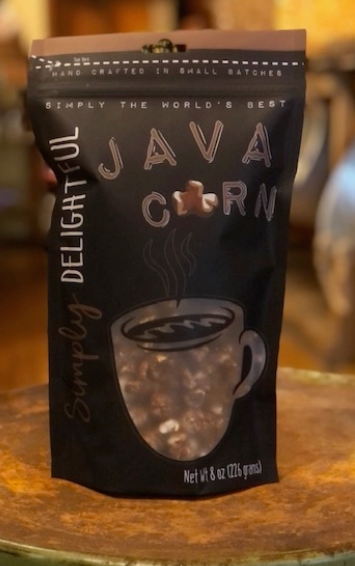 HAND CRAFTED IN SMALL BATCHES
SIMPLY THE WORLD'S BEST
JAVA
CORN
Simply DELIGHTFUL
Net Wt 8 oz (226 grams)